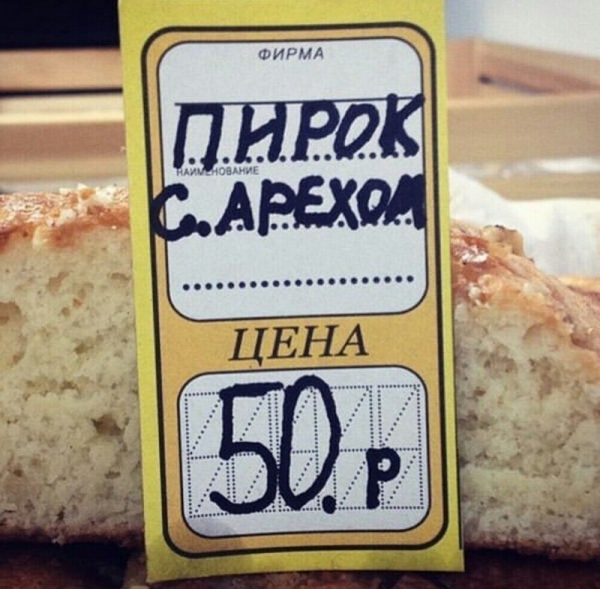 ФИРМА
ПИРОК
НАИМЕНОВАНИЕ
С. АРЕХОМ
ЦЕНА
50. р